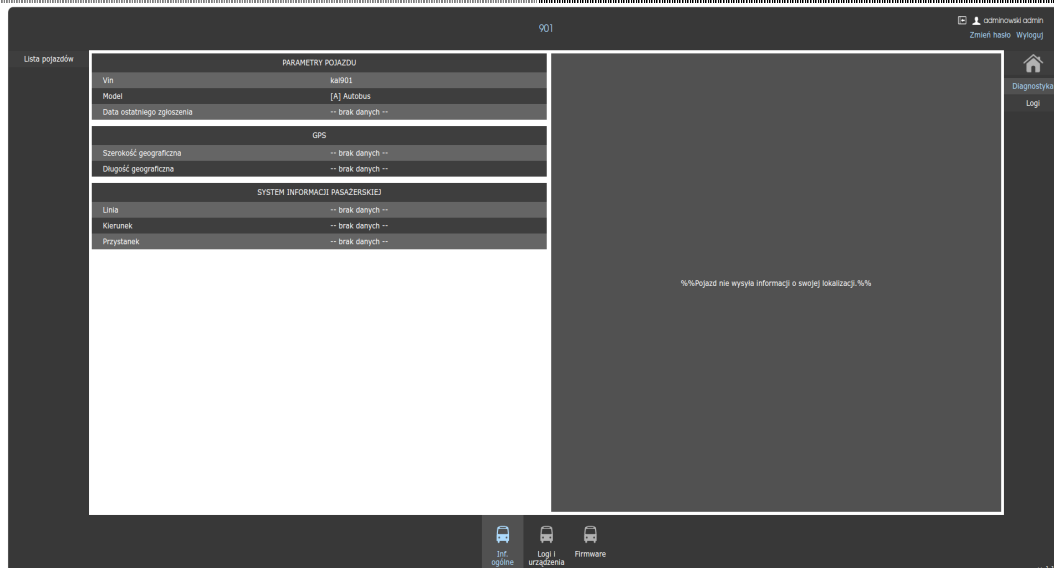 901
adminowski admin
Zmień hasło Wyloguj
Lista pojazdów
PARAMETRY POJAZDU
Vin kal901
Model [A] Autobus
Data ostatniego zgłoszenia -- brak danych --
GPS
Szerokość geograficzna -- brak danych --
Długość geograficzna -- brak danych --
SYSTEM INFORMACJI PASAŻERSKIEJ
Linia -- brak danych --
Kierunek -- brak danych --
Przystanek -- brak danych --
%%Pojazd nie wysyła informacji o swojej lokalizacji.%%
Diagnostyka
Logi
Inf.
ogólne
Logi i
urządzenia
Firmware